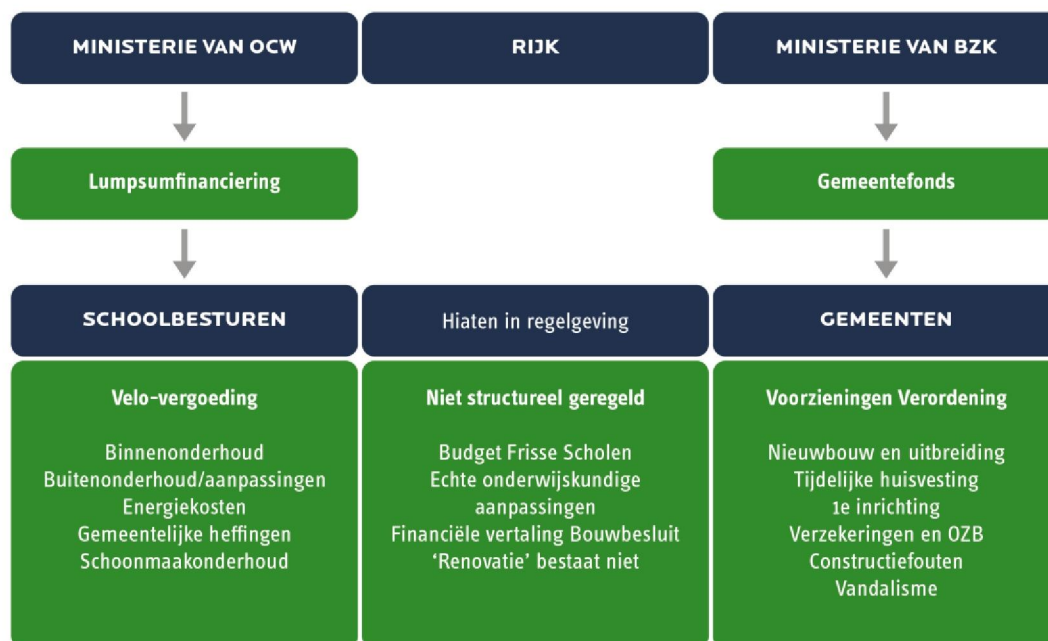 MINISTERIE VAN OCW
RIJK
MINISTERIE VAN BZK
Lumpsumfinanciering
Gemeentefonds
SCHOOLBESTUREN
Hiaten in regelgeving
GEMEENTEN
Velo-vergoeding
Binnenonderhoud
Buitenonderhoud/aanpassingen
Energiekosten
Gemeentelijke heffingen
Schoonmaakonderhoud
Niet structureel geregeld
Budget Frisse Scholen
Echte onderwijskundige
aanpassingen
Financiële vertaling Bouwbesluit
‘Renovatie’ bestaat niet
Voorzieningen Verordening
Nieuwbouw en uitbreiding
Tijdelijke huisvesting
1e inrichting
Verzekeringen en OZB
Constructiefouten
Vandalisme